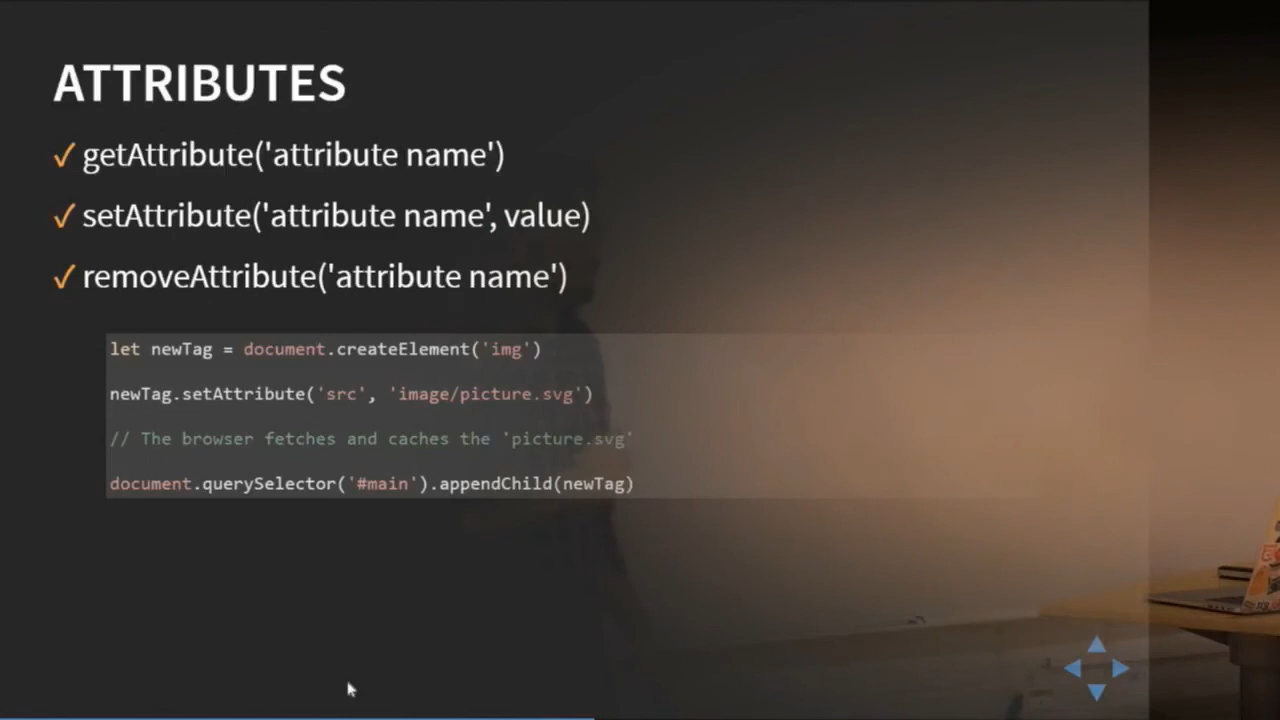 ATTRIBUTES
✓ getAttribute('attribute name')
✓ setAttribute('attribute name', value)
✓ removeAttribute('attribute name')
let newTag = document.createElement('img')
newTag.setAttribute('src', 'image/picture.svg')
// The browser fetches and caches the 'picture.svg'
document.querySelector('#main').appendChild(newTag)